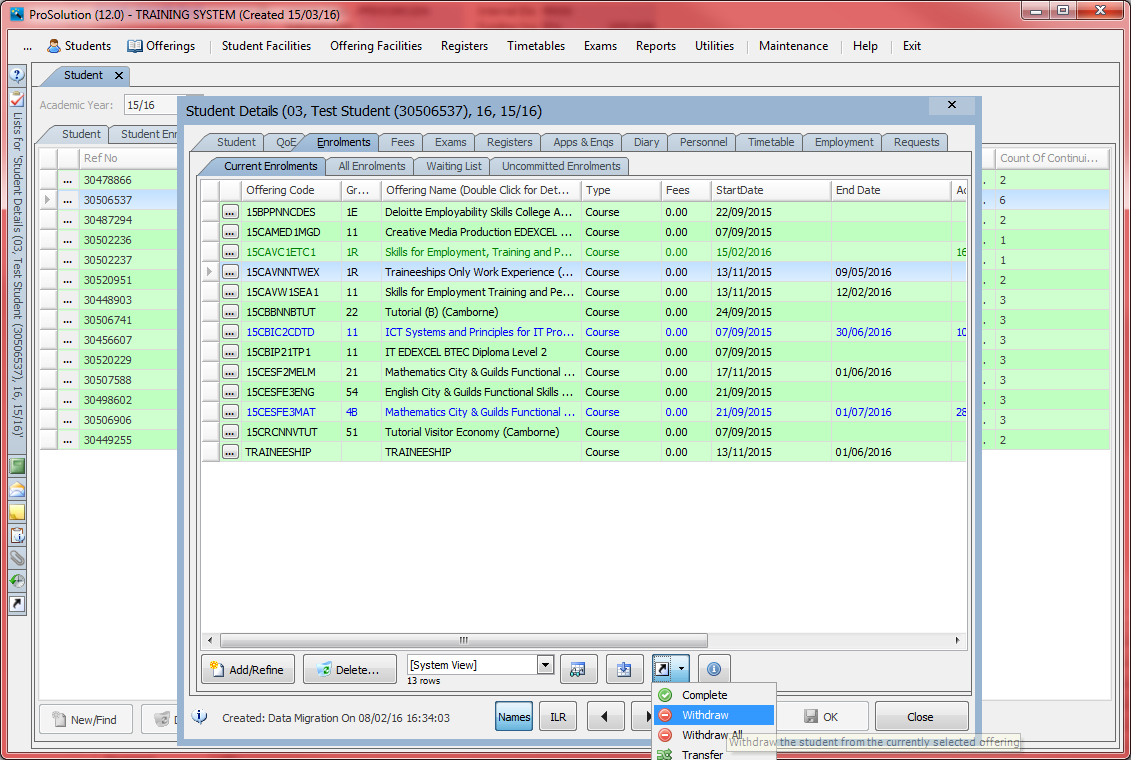 ProSolution (12.0) - TRAINING SYSTEM (Created 15/03/16)
... Students Offerings Student Facilities Offering Facilities Registers Timetables Exams Reports Utilities Maintenance Help Exit
Student
Academic Year: 15/16
Student Student Enr
Lists for 'Student Details (03, Test Student (30506537), 16, 15/16)'
Ref No Count Of Continui...
... 30478866 2
... 30506537 6
... 30487294 2
... 30502236 1
... 30502237 1
... 30520951 2
... 30448903 3
... 30506741 3
... 30456607 3
... 30520229 3
... 30507588 3
... 30498602 3
... 30506906 3
... 30449255 2
New/Find D
Student Details (03, Test Student (30506537), 16, 15/16)
Student QoE Enrolments Fees Exams Registers Apps & Enqs Diary Personnel Timetable Employment Requests
Current Enrolments All Enrolments Waiting List Uncommitted Enrolments
Offering Code Gr... Offering Name (Double Click for Det... Type Fees StartDate End Date Ac
... 15BPPNNCDES 1E Deloitte Employability Skills College A... Course 0.00 22/09/2015
... 15CAMED1MGD 11 Creative Media Production EDEXCEL ... Course 0.00 07/09/2015
... 15CAVC1ETC1 1R Skills for Employment, Training and P... Course 0.00 15/02/2016 16
... 15CAVNNTWEX 1R Traineeships Only Work Experience (... Course 0.00 13/11/2015 09/05/2016
... 15CAVW1SEA1 11 Skills for Employment Training and Pe... Course 0.00 13/11/2015 12/02/2016
... 15CBBNNBTUT 22 Tutorial (B) (Camborne) Course 0.00 24/09/2015
... 15CBIC2CDTD 11 ICT Systems and Principles for IT Pro... Course 0.00 07/09/2015 30/06/2016 10
... 15CBIP21TP1 11 IT EDEXCEL BTEC Diploma Level 2 Course 0.00 07/09/2015
... 15CESF2MELM 21 Mathematics City & Guilds Functional ... Course 0.00 17/11/2015 01/06/2016
... 15CESFE3ENG 54 English City & Guilds Functional Skills ... Course 0.00 21/09/2015
... 15CESFE3MAT 4B Mathematics City & Guilds Functional ... Course 0.00 21/09/2015 01/07/2016 28
... 15CRCNNVTUT 51 Tutorial Visitor Economy (Camborne) Course 0.00 07/09/2015
... TRAINEESHIP TRAINEESHIP Course 0.00 13/11/2015 01/06/2016
Add/Refine Delete... [System View]
13 rows
Created: Data Migration On 08/02/16 16:34:03 Names ILR OK Close
Complete
Withdraw
Withdraw All
Withdraw the student from the currently selected offering
Transfer